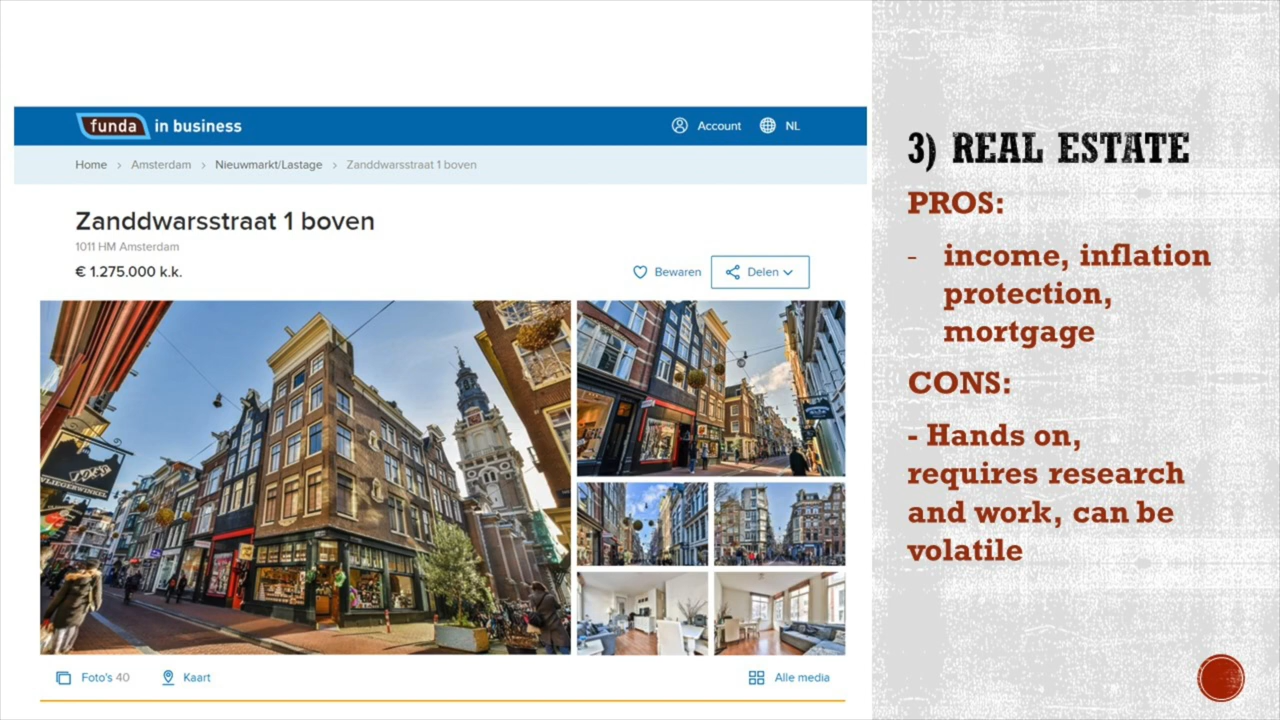 funda in business
Account
NL
Home > Amsterdam > Nieuwmarkt/Lastage > Zanddwarsstraat 1 boven
Zanddwarsstraat 1 boven
1011 HM Amsterdam
€ 1.275.000 k.k.
Bewaren
Delen
VLIEGERWINKEL
Foto's 40
Kaart
Alle media
3) REAL ESTATE
PROS:
- income, inflation
protection,
mortgage
CONS:
- Hands on,
requires research
and work, can be
volatile